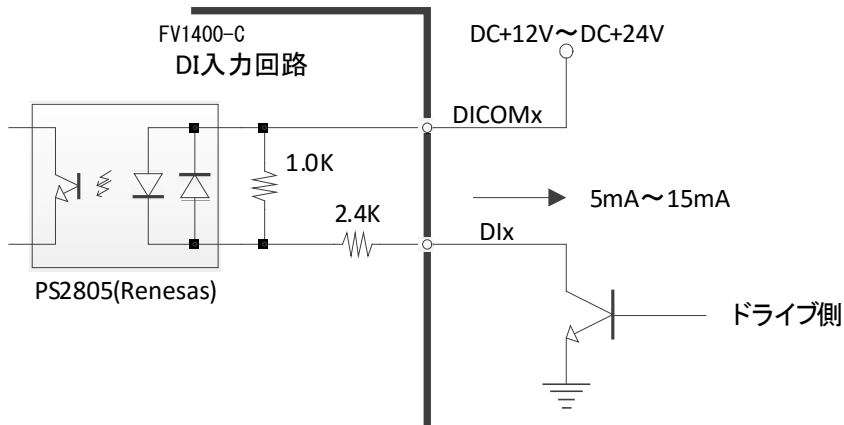 FV1400-C
DI入力回路
DC+12V～DC+24V
DICOMx
1.0K
5mA～15mA
2.4K
DIx
PS2805(Renesas)
ドライブ側